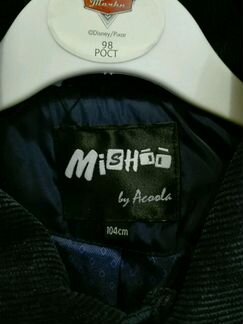 ©Disney/Pixar
98
РОСТ
MiSHOO
by Acoola
104cm